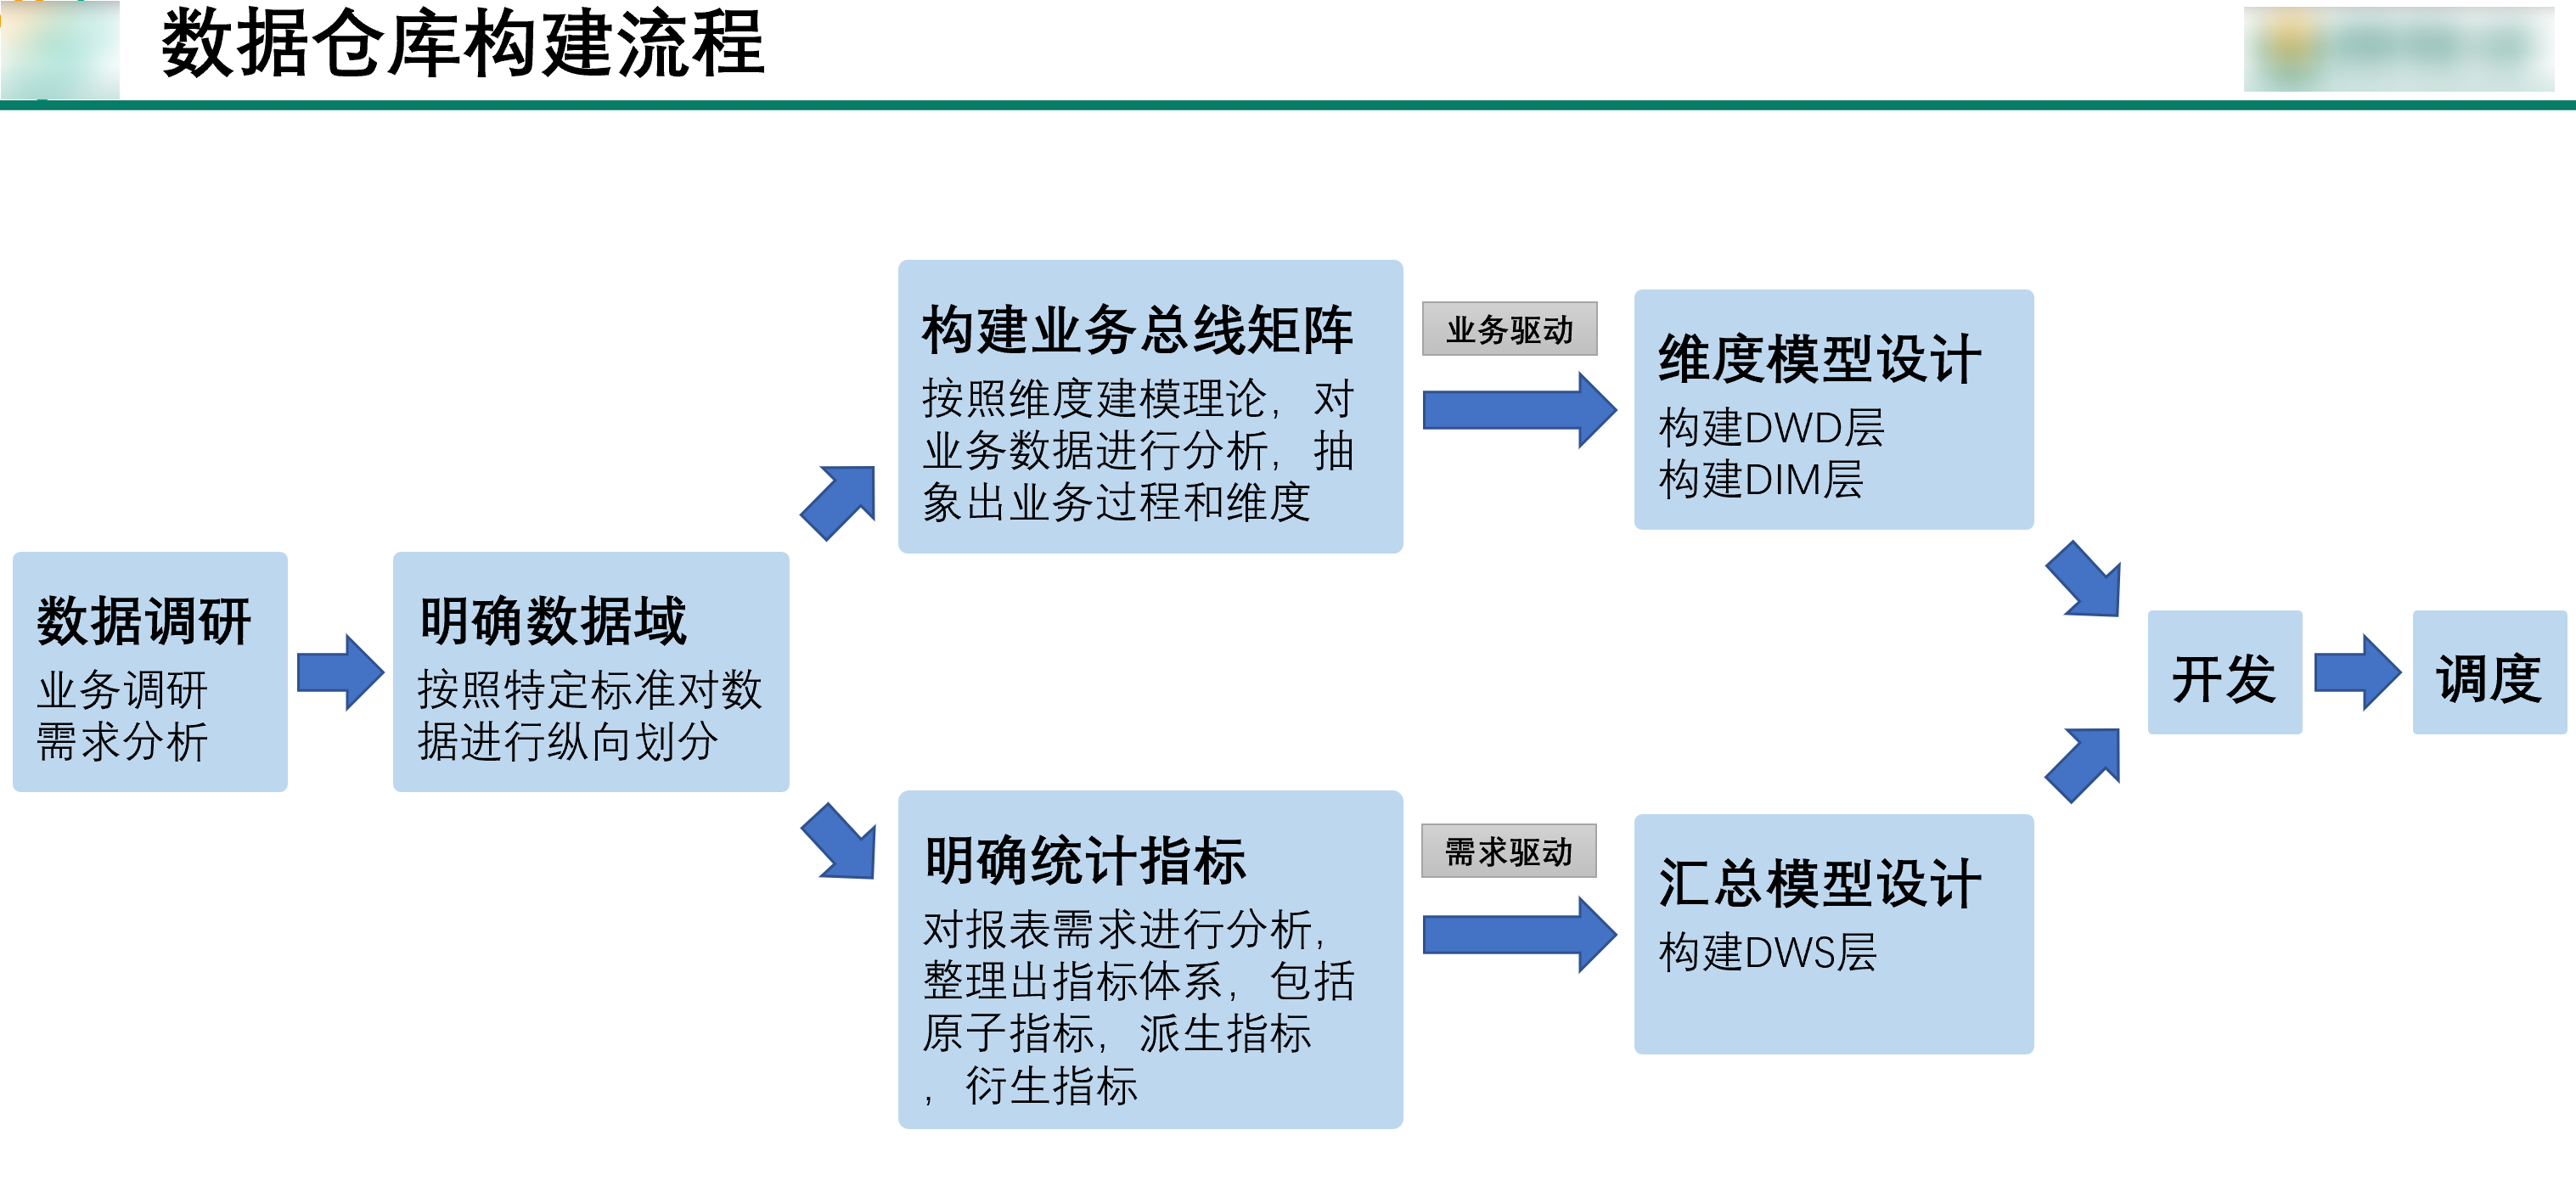 数据仓库构建流程
数据调研
业务调研
需求分析
明确数据域
按照特定标准对数
据进行纵向划分
构建业务总线矩阵
按照维度建模理论，对
业务数据进行分析，抽
象出业务过程和维度
业务驱动
维度模型设计
构建DWD层
构建DIM层
明确统计指标
对报表需求进行分析，
整理出指标体系，包括
原子指标，派生指标
，衍生指标
需求驱动
汇总模型设计
构建DWS层
开发
调度